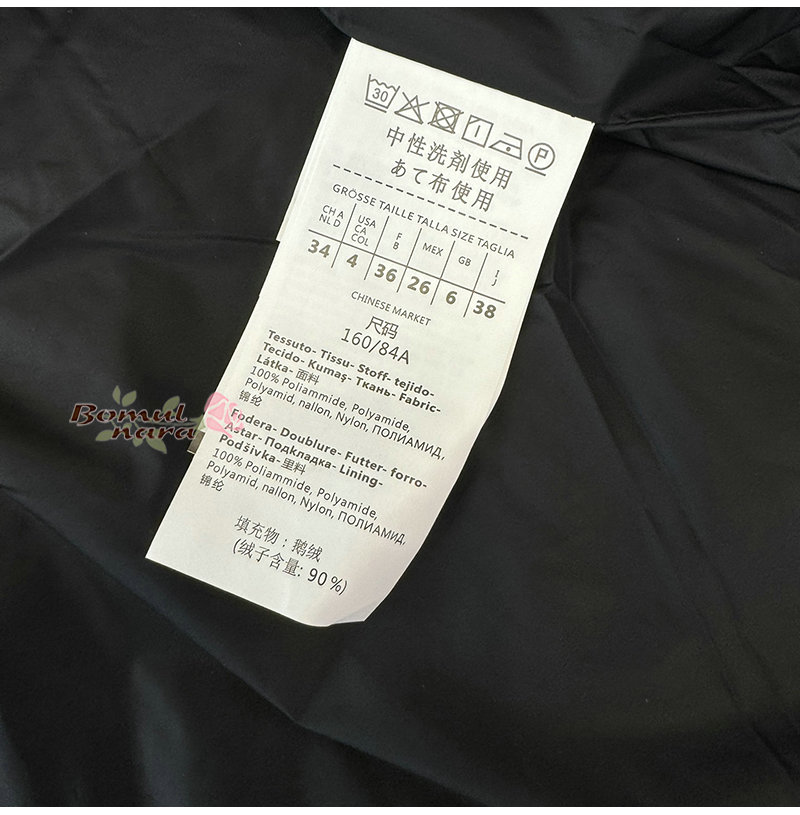 30
P
中性洗剤使用
あて布使用
GRÖSSE TAILLE TALLA SIZE TAGLIA
CH A NL D USA CA COL F B MEX GB I J
34 4 36 26 6 38
CHINESE MARKET
尺码
160/84A
Tessuto- Tissu- Stoff- tejido-
Tecido- Kumaş- Ткань- Fabric-
Látka- 面料
100% Poliammide, Polyamide,
Polyamid, nallon, Nylon, ПОЛИАМИД,
锦纶
Fodera- Doublure- Futter- forro-
Astar- Подкладка- Lining-
Podšívka- 里料
100% Poliammide, Polyamide,
Polyamid, nallon, Nylon, ПОЛИАМИД,
锦纶
填充物：鹅绒
(绒子含量: 90%)
Bomul
nara